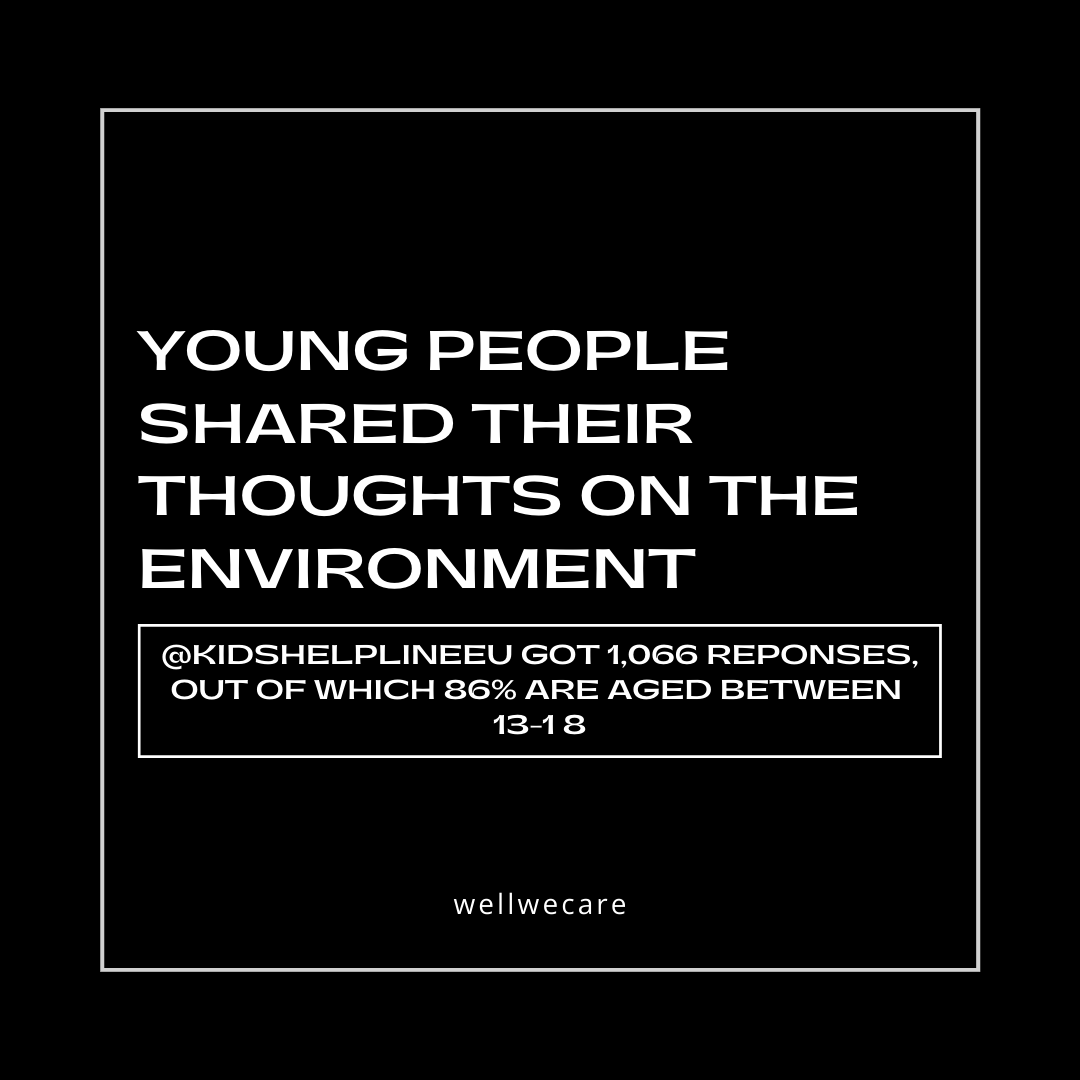 YOUNG PEOPLE
SHARED THEIR
THOUGHTS ON THE
ENVIRONMENT
@KIDSHELPLINEEU GOT 1,066 REPONSES,
OUT OF WHICH 86% ARE AGED BETWEEN
13-1 8
wellwecare